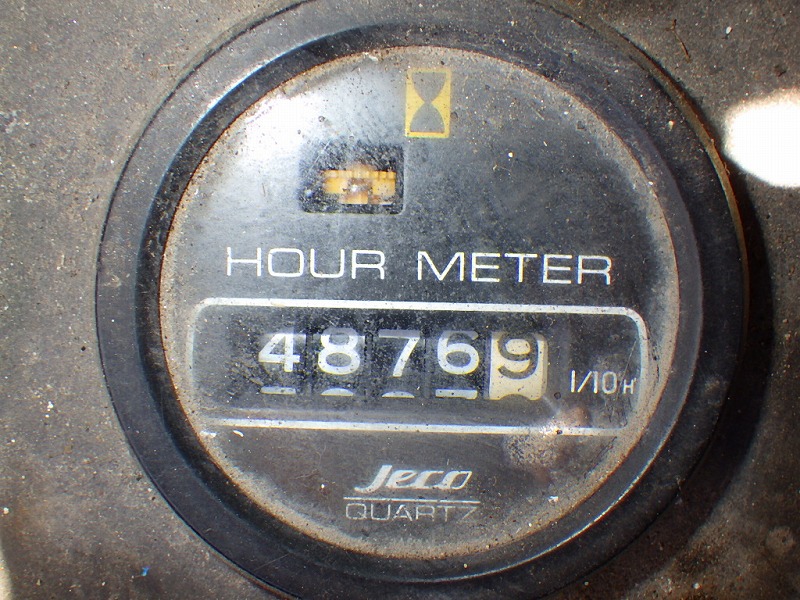 HOUR METER
48769 1/10H
Jeco
QUARTZ